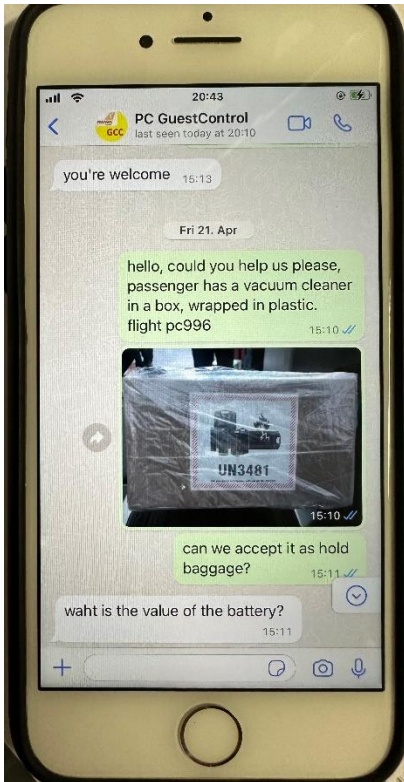 20:43
GCC
PC GuestControl
last seen today at 20:10
you're welcome 15:13
Fri 21. Apr
hello, could you help us please,
passenger has a vacuum cleaner
in a box, wrapped in plastic.
flight pc996
15:10
UN3481
15:10
can we accept it as hold
baggage?
15:11
waht is the value of the battery?
15:11